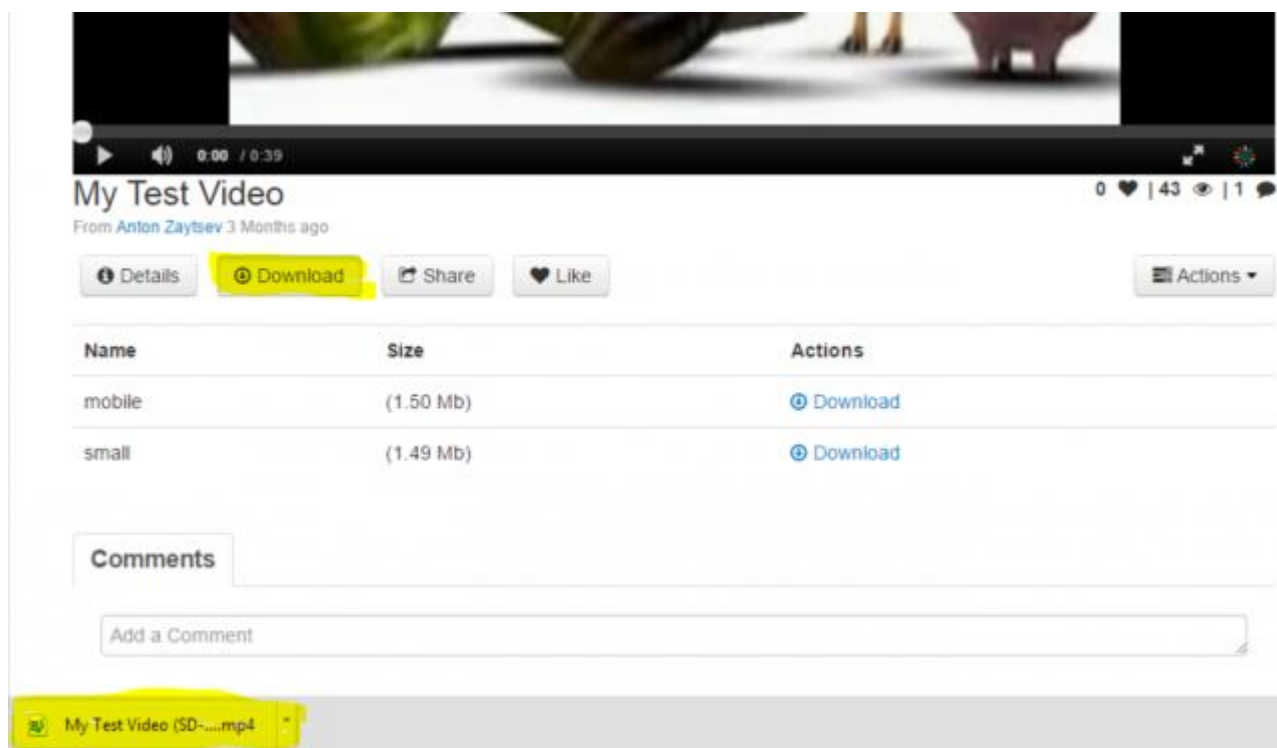 0:00 / 0:39
My Test Video
0 | 43 | 1
From Anton Zaytsev 3 Months ago
Details Download Share Like Actions
Name Size Actions
mobile (1.50 Mb) Download
small (1.49 Mb) Download
Comments
Add a Comment
My Test Video (SD-....mp4